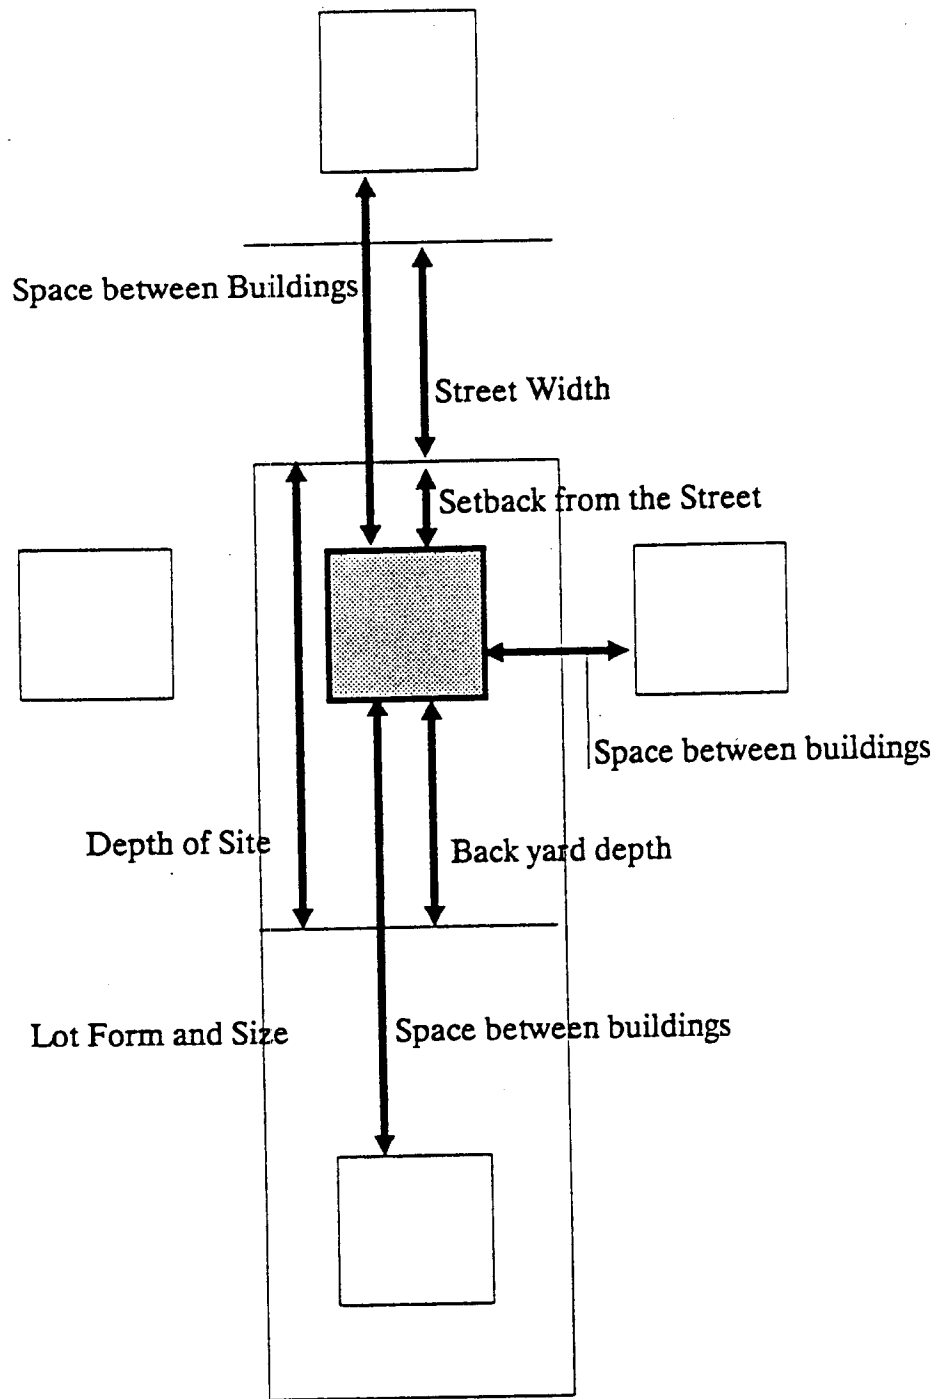 Space between Buildings
Street Width
Setback from the Street
Space between buildings
Depth of Site
Back yard depth
Lot Form and Size
Space between buildings